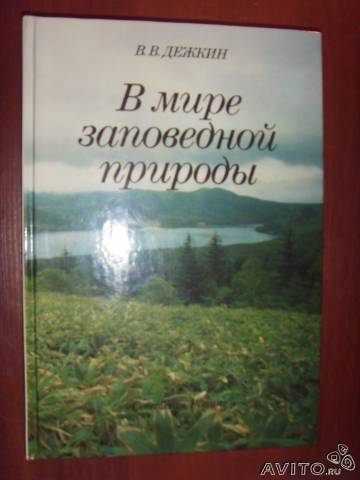 В. В. ДЕЖКИН
В мире
заповедной
природы
AVITO.ru